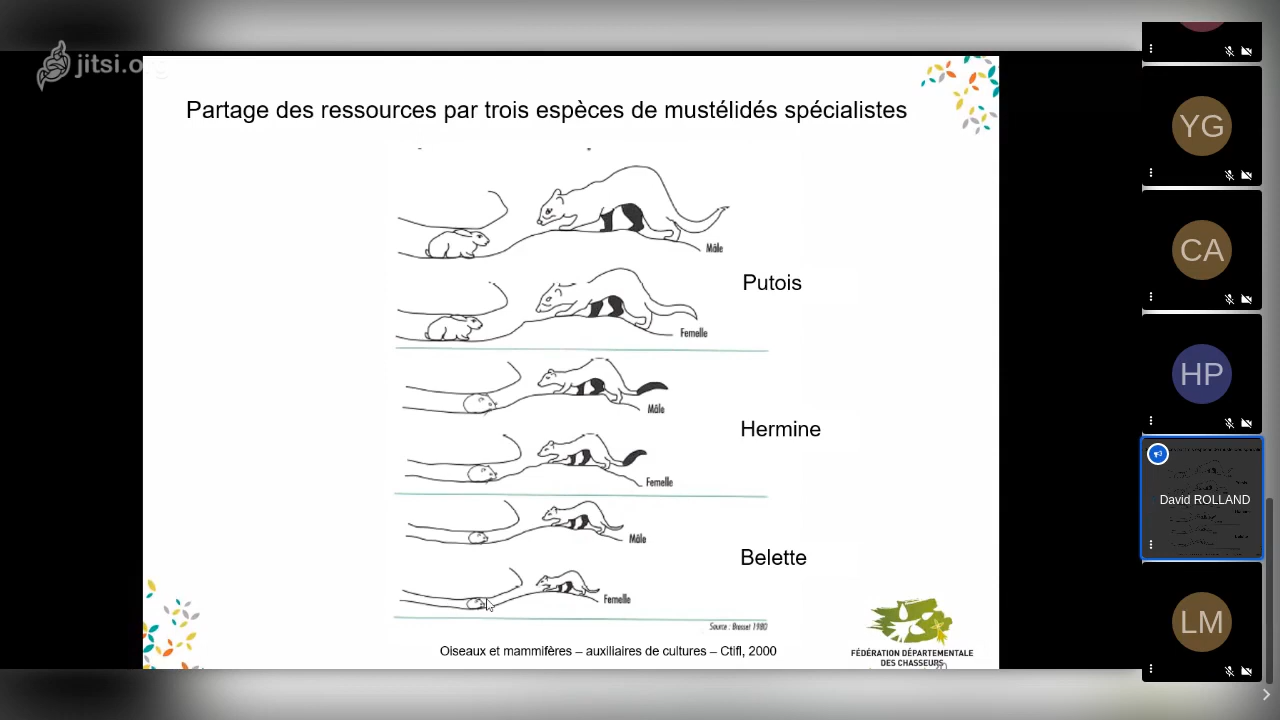 jitsi.org
Partage des ressources par trois espèces de mustélidés spécialistes
Mâle
Putois
Femelle
Mâle
Hermine
Femelle
Mâle
Belette
Femelle
Source : Brosset 1980
Oiseaux et mammifères – auxiliaires de cultures – Ctifl, 2000
FÉDÉRATION DÉPARTEMENTALE
DES CHASSEURS
YG
CA
HP
David ROLLAND
LM